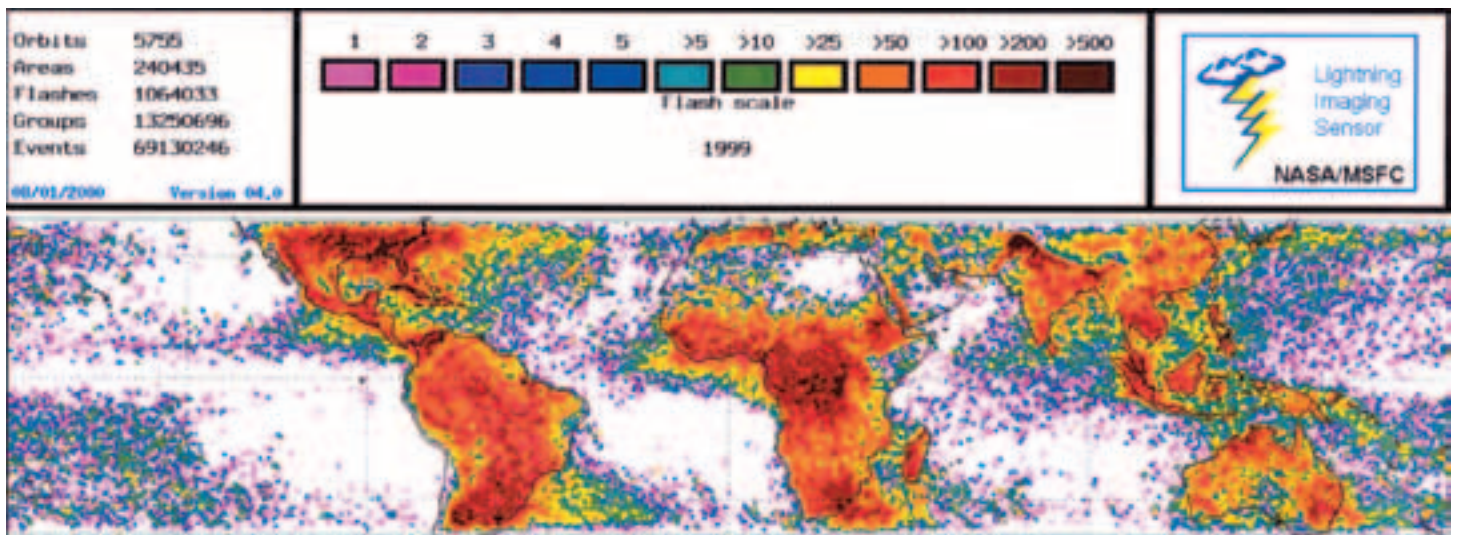 Orbits 5755
Areas 240435
Flashes 1064033
Groups 13250696
Events 69130246
08/01/2000 Version 04.0
1 2 3 4 5 >5 >10 >25 >50 >100 >200 >500
Flash scale
1999
Lightning
Imaging
Sensor
NASA/MSFC